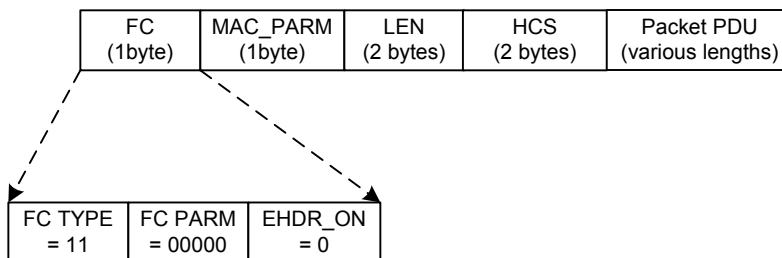 FC MAC_PARM LEN HCS Packet PDU
(1byte) (1byte) (2 bytes) (2 bytes) (various lengths)
FC TYPE FC PARM EHDR_ON
= 11 = 00000 = 0